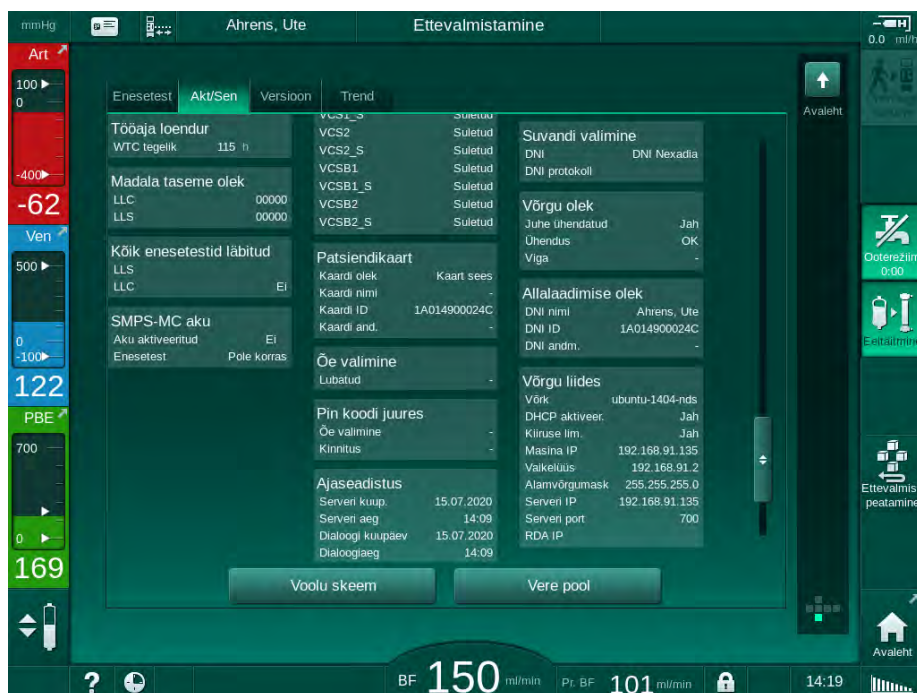 mmHg
Ahrens, Ute
Ettevalmistamine
0.0 ml/h
Art
100
0
-400
-62
Ven
500
0
-100
122
PBE
700
0
169
Enesetest
Akt/Sen
Versioon
Trend
Tööaja loendur
WTC tegelik 115 h
Madala taseme olek
LLC 00000
LLS 00000
Kõik enesetestid läbitud
LLS
LLC Ei
SMPS-MC aku
Aku aktiveeritud Ei
Enesetest Pole korras
VCS1_S Suletud
VCS2 Suletud
VCS2_S Suletud
VCSB1 Suletud
VCSB1_S Suletud
VCSB2 Suletud
VCSB2_S Suletud
Patsiendikaart
Kaardi olek Kaart sees
Kaardi nimi -
Kaardi ID 1A014900024C
Kaardi and. -
Õe valimine
Lubatud -
Pin koodi juures
Õe valimine -
Kinnitus -
Ajaseadistus
Serveri kuup. 15.07.2020
Serveri aeg 14:09
Dialoogi kuupäev 15.07.2020
Dialoogiaeg 14:09
Suvandi valimine
DNI DNI Nexadia
DNI protokoll
Võrgu olek
Juhe ühendatud Jah
Ühendus OK
Viga -
Allalaadimise olek
DNI nimi Ahrens, Ute
DNI ID 1A014900024C
DNI andm. -
Võrgu liides
Võrk ubuntu-1404-nds
DHCP aktiveer. Jah
Kiiruse lim. Jah
Masina IP 192.168.91.135
Vaikelüüs 192.168.91.2
Alamvõrgumask 255.255.255.0
Serveri IP 192.168.91.135
Serveri port 700
RDA IP
Voolu skeem
Vere pool
Avaleht
Ooterežiim
0:00
Eeltäitmine
Ettevalmis
peatamine
Avaleht
?
BF 150 ml/min
Pr. BF 101 ml/min
14:19